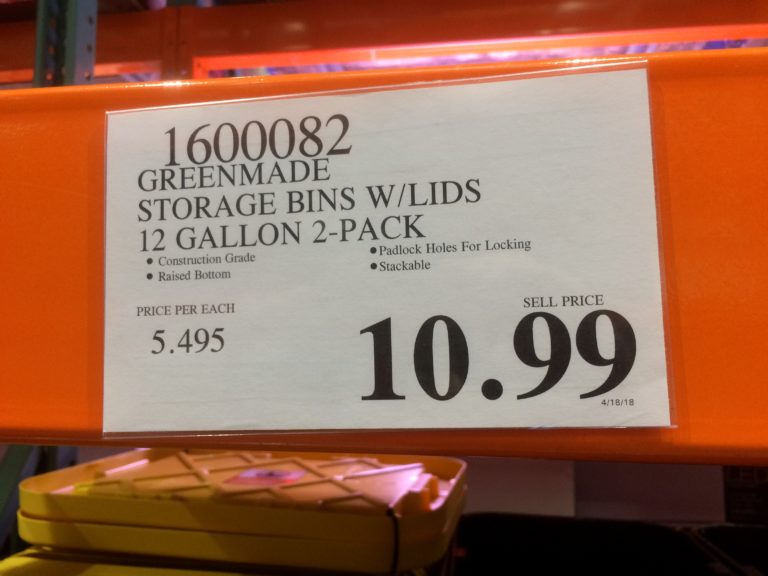 1600082
GREENMADE
STORAGE BINS W/LIDS
12 GALLON 2-PACK
• Construction Grade
• Raised Bottom
• Padlock Holes For Locking
• Stackable
PRICE PER EACH
5.495
SELL PRICE
10.99
4/18/18